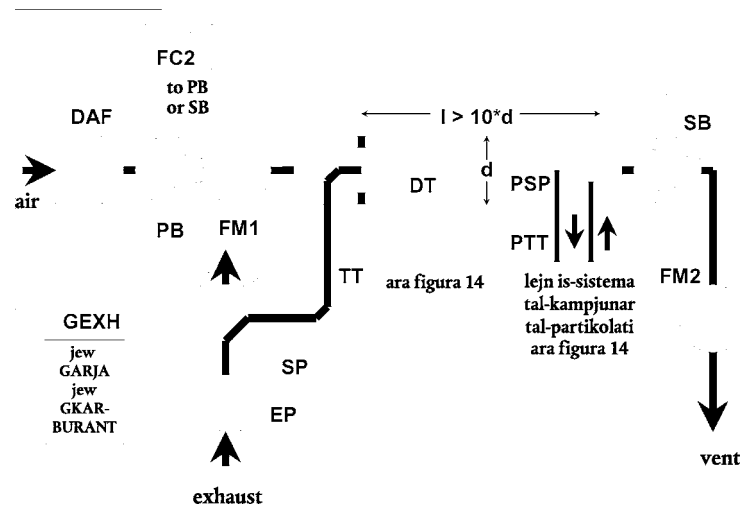 FC2
to PB
or SB
DAF
l > 10*d
SB
d
DT
PSP
air
PB
FM1
PTT
TT
ara figura 14
lejn is-sistema
tal-kampjunar
tal-partikolati
ara figura 14
FM2
GEXH
jew
GARJA
jew
GKAR-
BURANT
SP
EP
vent
exhaust